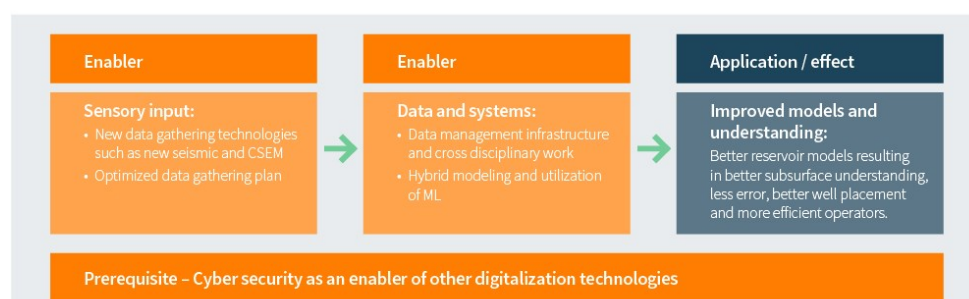 Enabler
Sensory input:
• New data gathering technologies
such as new seismic and CSEM
• Optimized data gathering plan
Enabler
Data and systems:
• Data management infrastructure
and cross disciplinary work
• Hybrid modeling and utilization
of ML
Application / effect
Improved models and
understanding:
Better reservoir models resulting
in better subsurface understanding,
less error, better well placement
and more efficient operators.
Prerequisite – Cyber security as an enabler of other digitalization technologies